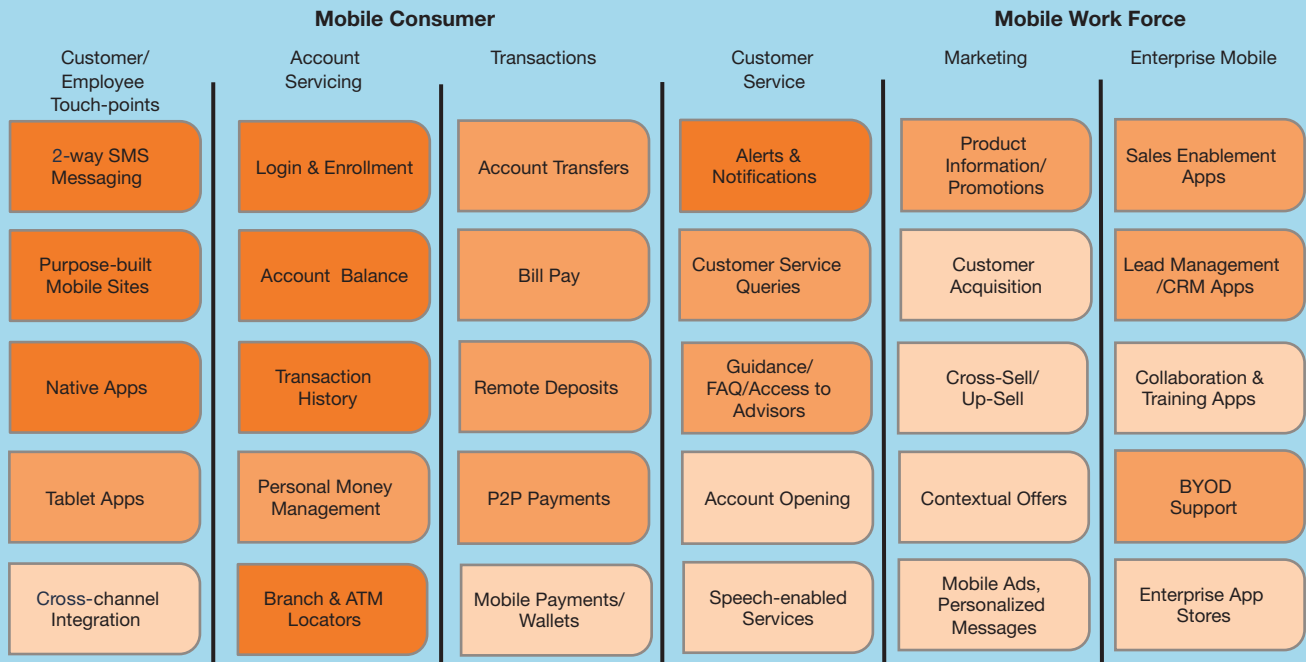 Mobile Consumer
Mobile Work Force
Customer/
Employee
Touch-points
Account
Servicing
Transactions
Customer
Service
Marketing
Enterprise Mobile
2-way SMS
Messaging
Login & Enrollment
Account Transfers
Alerts &
Notifications
Product
Information/
Promotions
Sales Enablement
Apps
Purpose-built
Mobile Sites
Account Balance
Bill Pay
Customer Service
Queries
Customer
Acquisition
Lead Management
/CRM Apps
Native Apps
Transaction
History
Remote Deposits
Guidance/
FAQ/Access to
Advisors
Cross-Sell/
Up-Sell
Collaboration &
Training Apps
Tablet Apps
Personal Money
Management
P2P Payments
Account Opening
Contextual Offers
BYOD
Support
Cross-channel
Integration
Branch & ATM
Locators
Mobile Payments/
Wallets
Speech-enabled
Services
Mobile Ads,
Personalized
Messages
Enterprise App
Stores